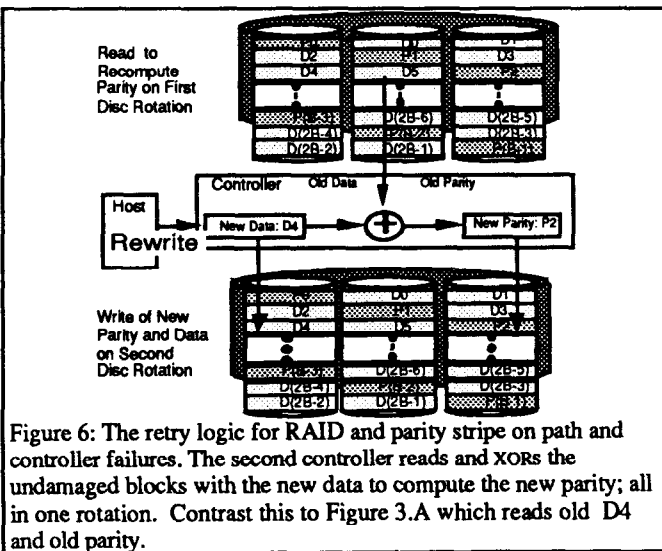 Read to
Recompute
Parity on First
Disc Rotation
D0
D1
D2
P1
D3
D4
D5
D(2B-6)
D(2B-5)
D(2B-4)
D(2B-3)
D(2B-2)
D(2B-1)
Controller
Old Data
Old Parity
Host
Rewrite
New Data: D4
New Parity: P2
Write of New
Parity and Data
on Second
Disc Rotation
D0
D1
D2
P1
D3
D4
D5
P2
D(2B-6)
D(2B-5)
D(2B-4)
P(B-2)
D(2B-3)
D(2B-2)
D(2B-1)
Figure 6: The retry logic for RAID and parity stripe on path and
controller failures. The second controller reads and XORs the
undamaged blocks with the new data to compute the new parity; all
in one rotation. Contrast this to Figure 3.A which reads old D4
and old parity.